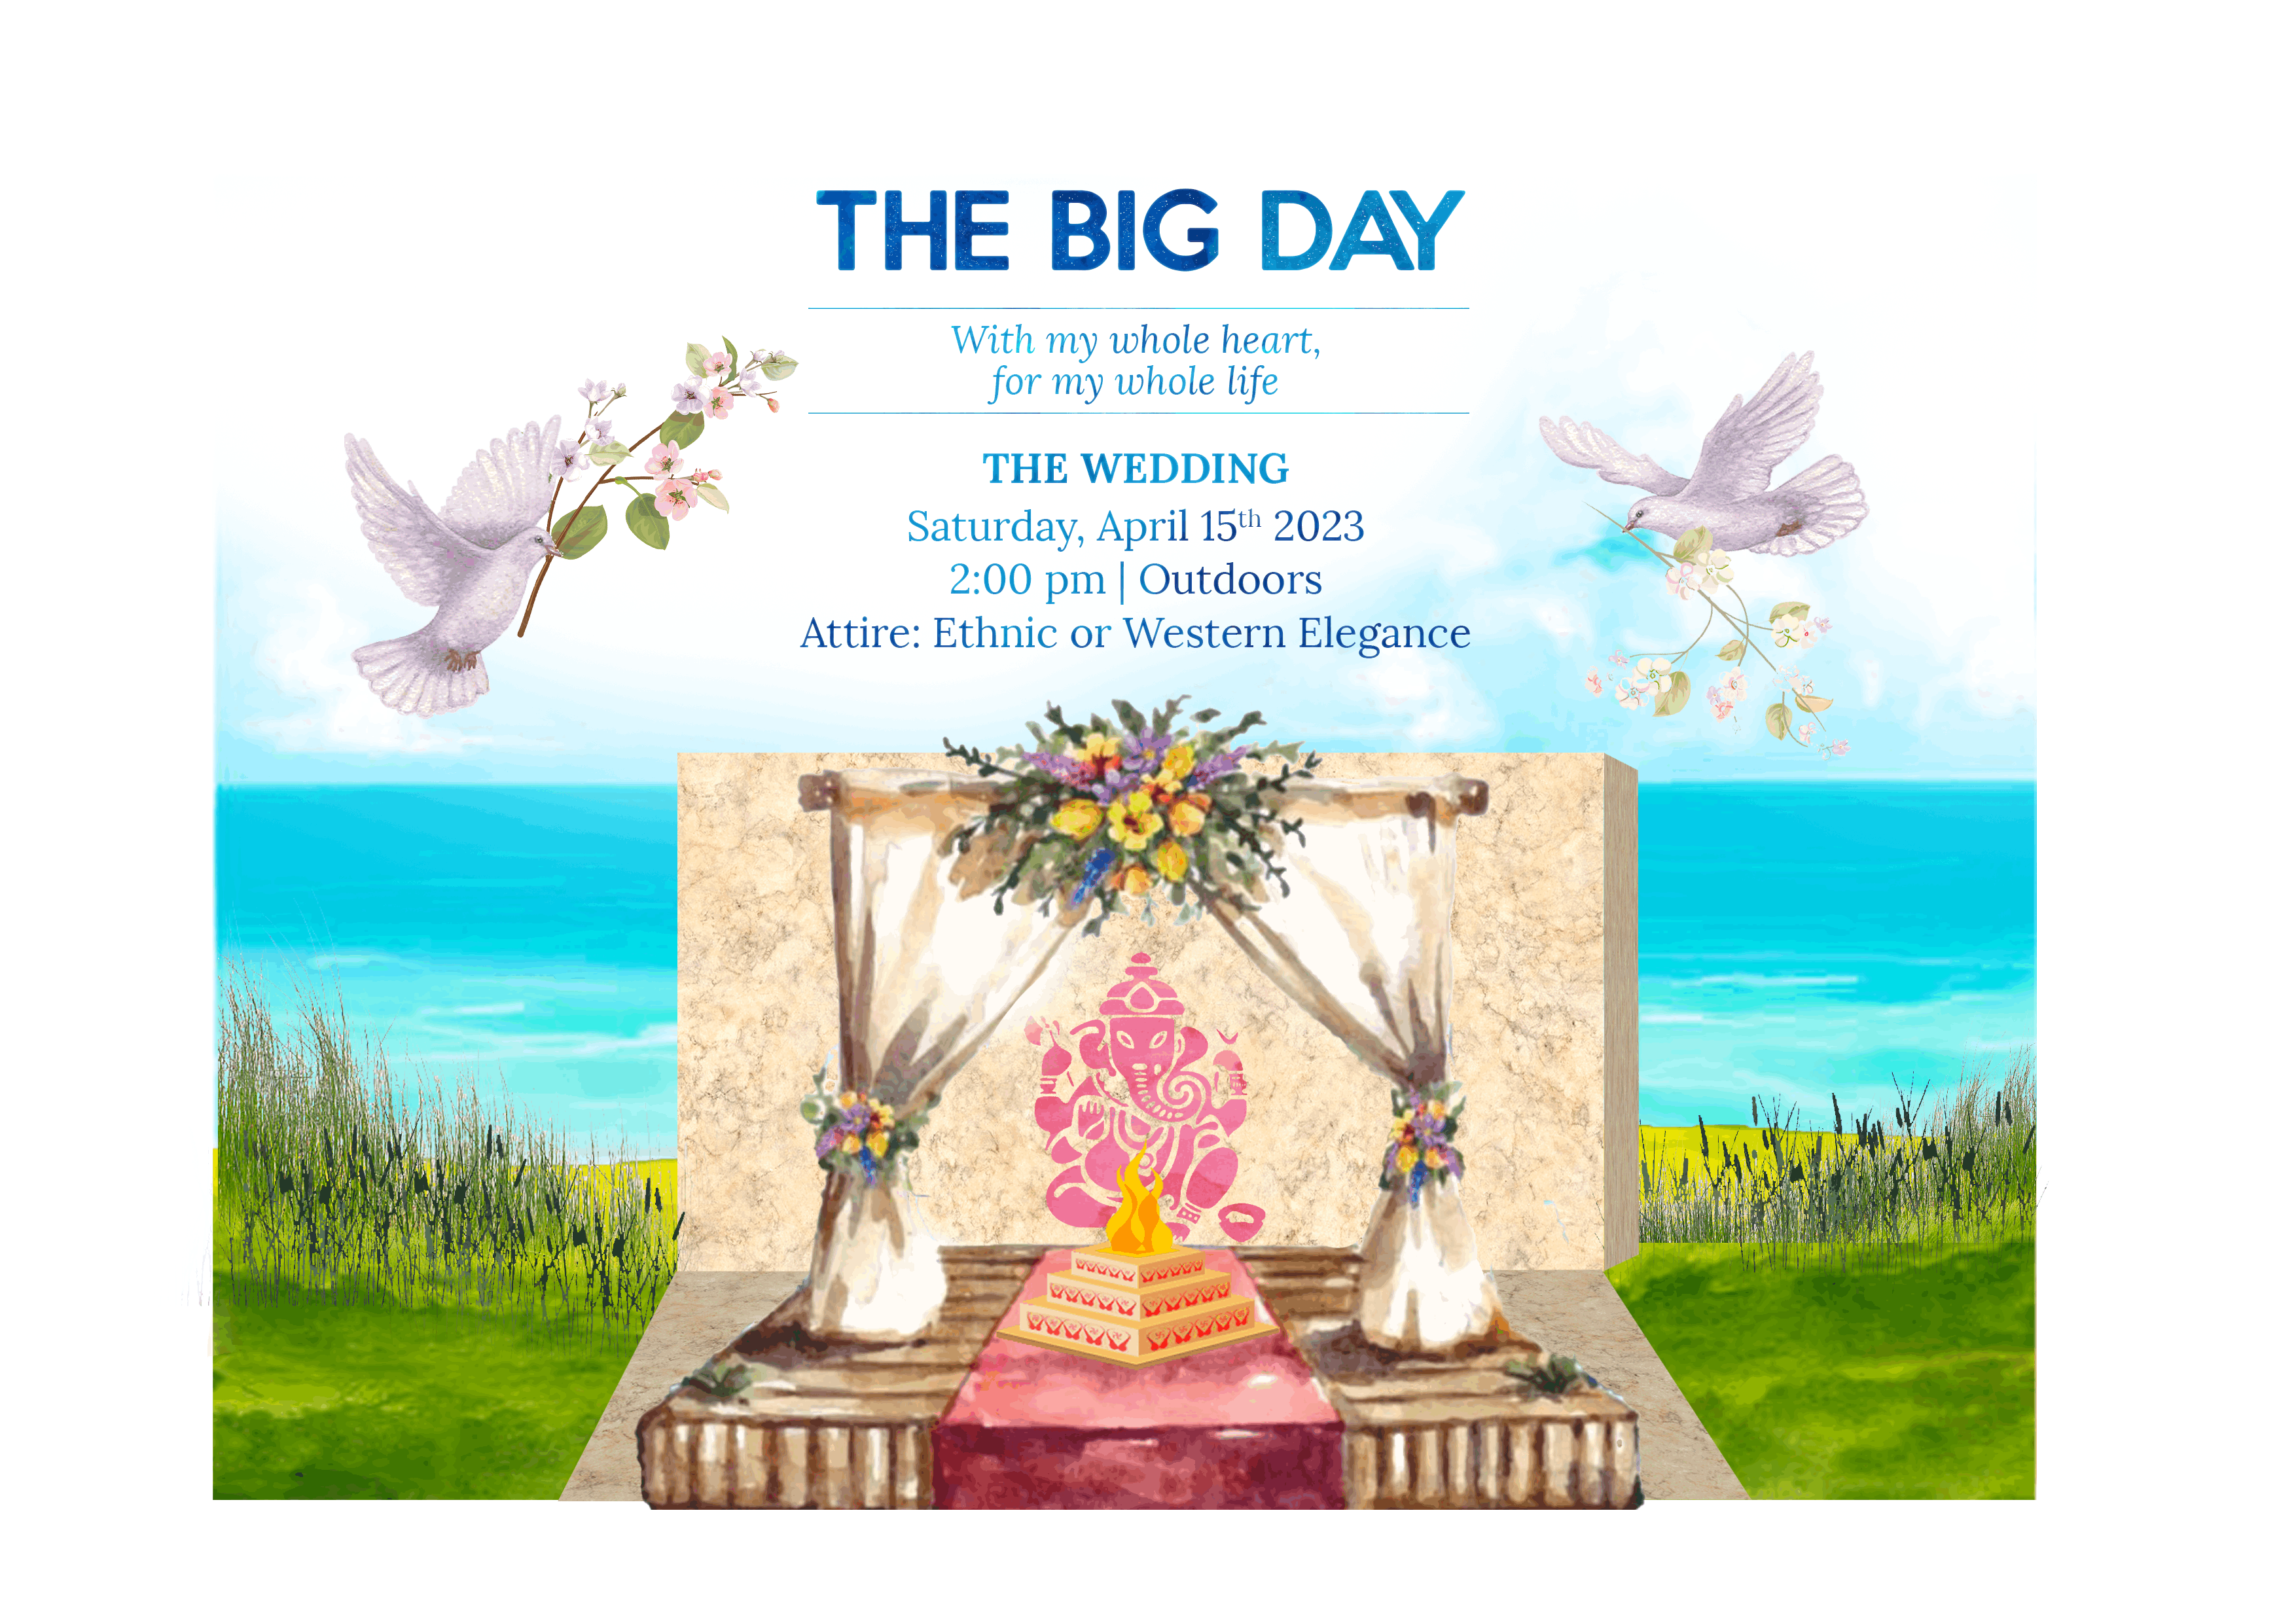 THE BIG DAY
With my whole heart,
for my whole life
THE WEDDING
Saturday, April 15th 2023
2:00 pm | Outdoors
Attire: Ethnic or Western Elegance